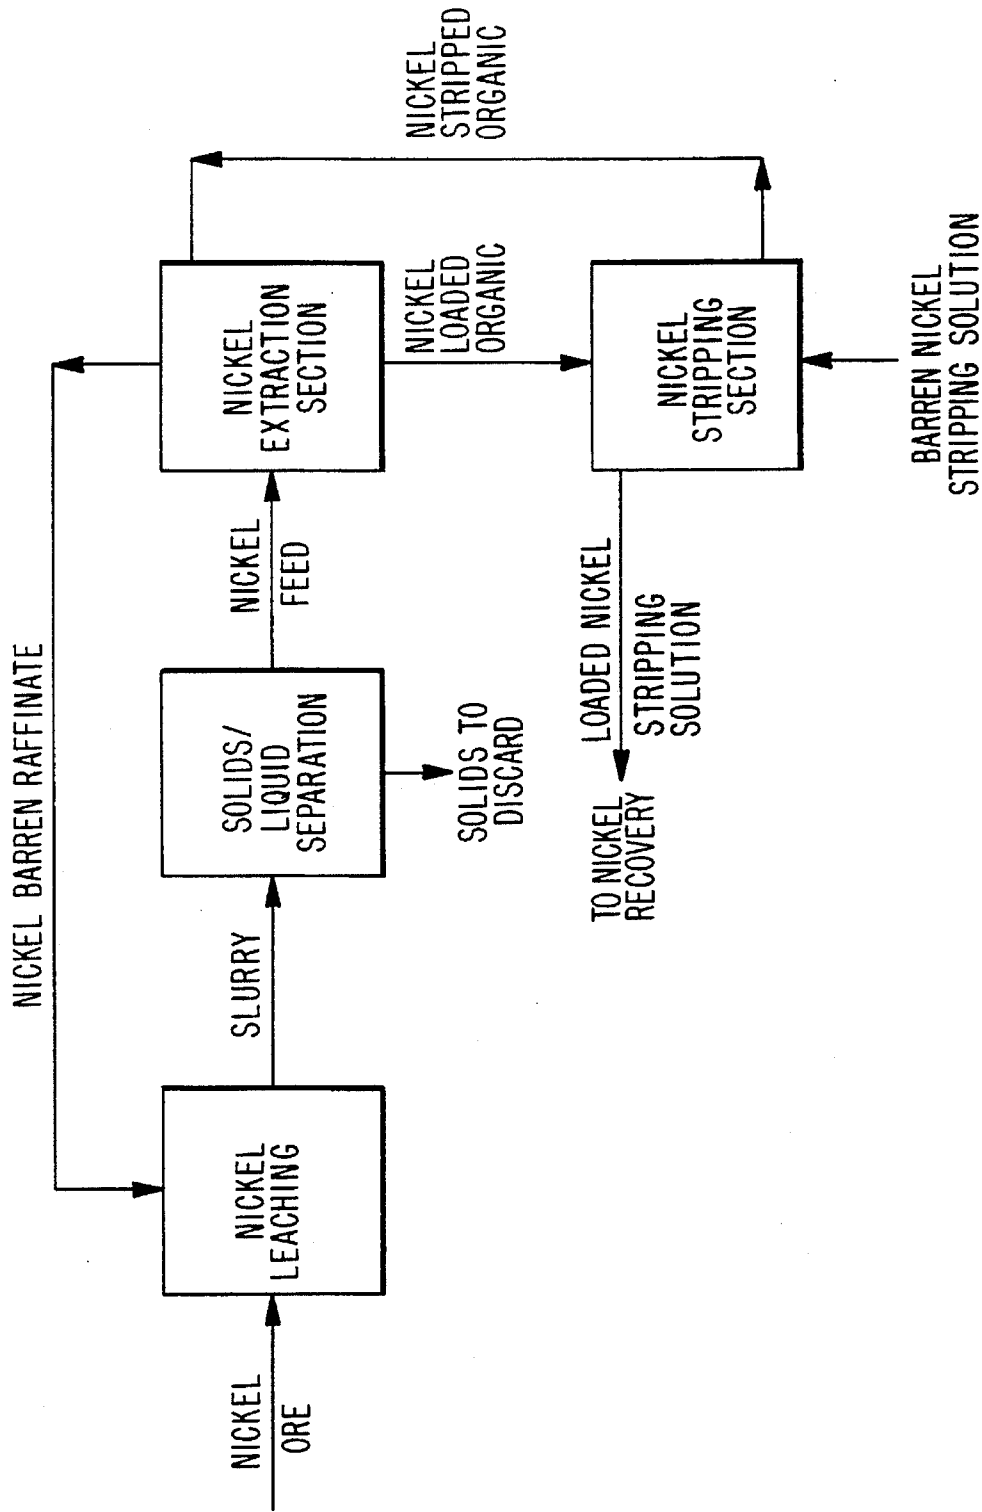 NICKEL BARREN RAFFINATE
NICKEL
ORE
NICKEL
LEACHING
SLURRY
SOLIDS/
LIQUID
SEPARATION
SOLIDS TO
DISCARD
NICKEL
FEED
NICKEL
EXTRACTION
SECTION
NICKEL
LOADED
ORGANIC
NICKEL
STRIPPED
ORGANIC
NICKEL
STRIPPING
SECTION
LOADED NICKEL
STRIPPING
SOLUTION
TO NICKEL
RECOVERY
BARREN NICKEL
STRIPPING SOLUTION